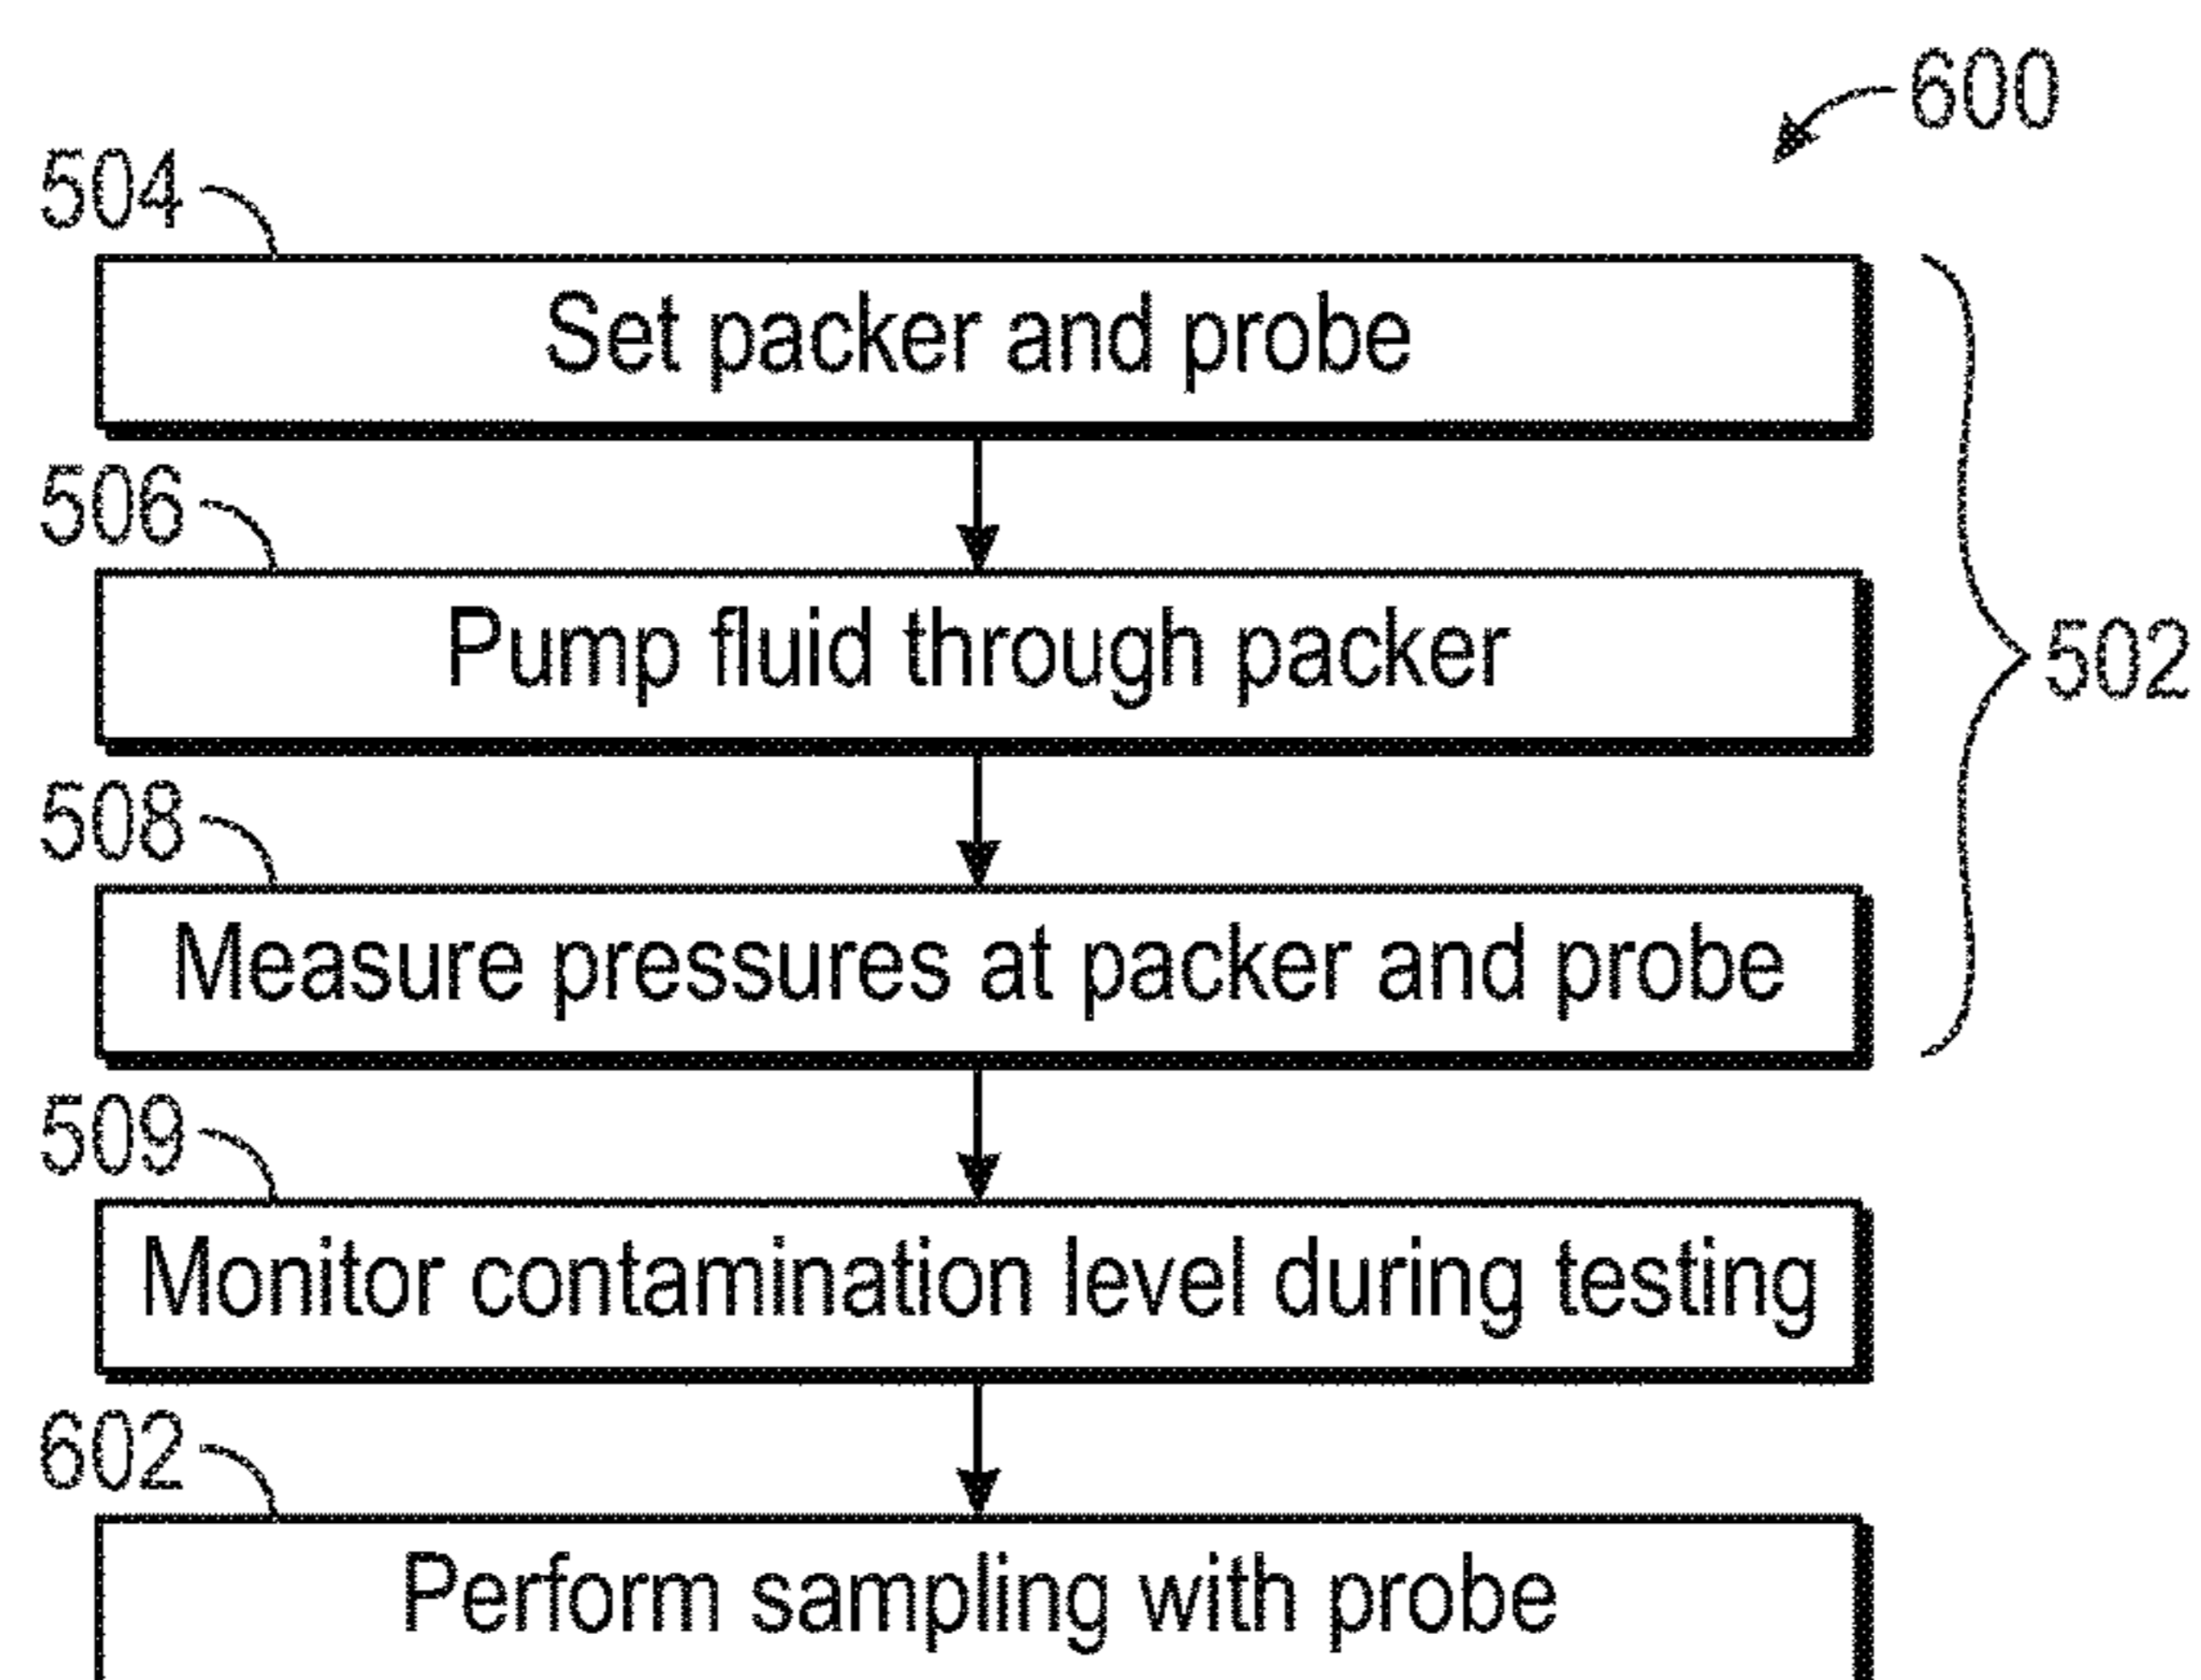 600
504
Set packer and probe
506
Pump fluid through packer
502
508
Measure pressures at packer and probe
509
Monitor contamination level during testing
602
Perform sampling with probe